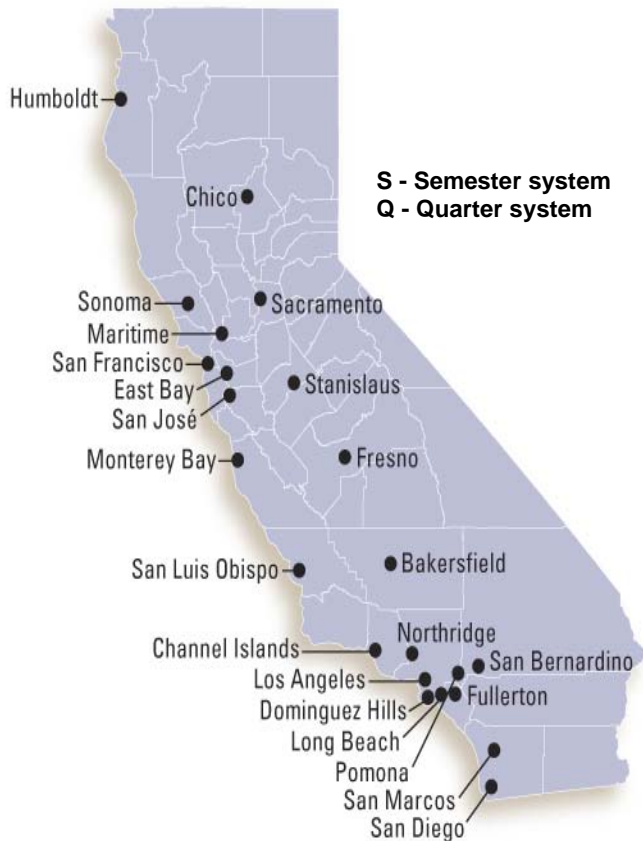 Humboldt
Chico
S - Semester system
Q - Quarter system
Sonoma
Sacramento
Maritime
San Francisco
East Bay
Stanislaus
San José
Monterey Bay
Fresno
San Luis Obispo
Bakersfield
Channel Islands
Northridge
San Bernardino
Los Angeles
Fullerton
Dominguez Hills
Long Beach
Pomona
San Marcos
San Diego